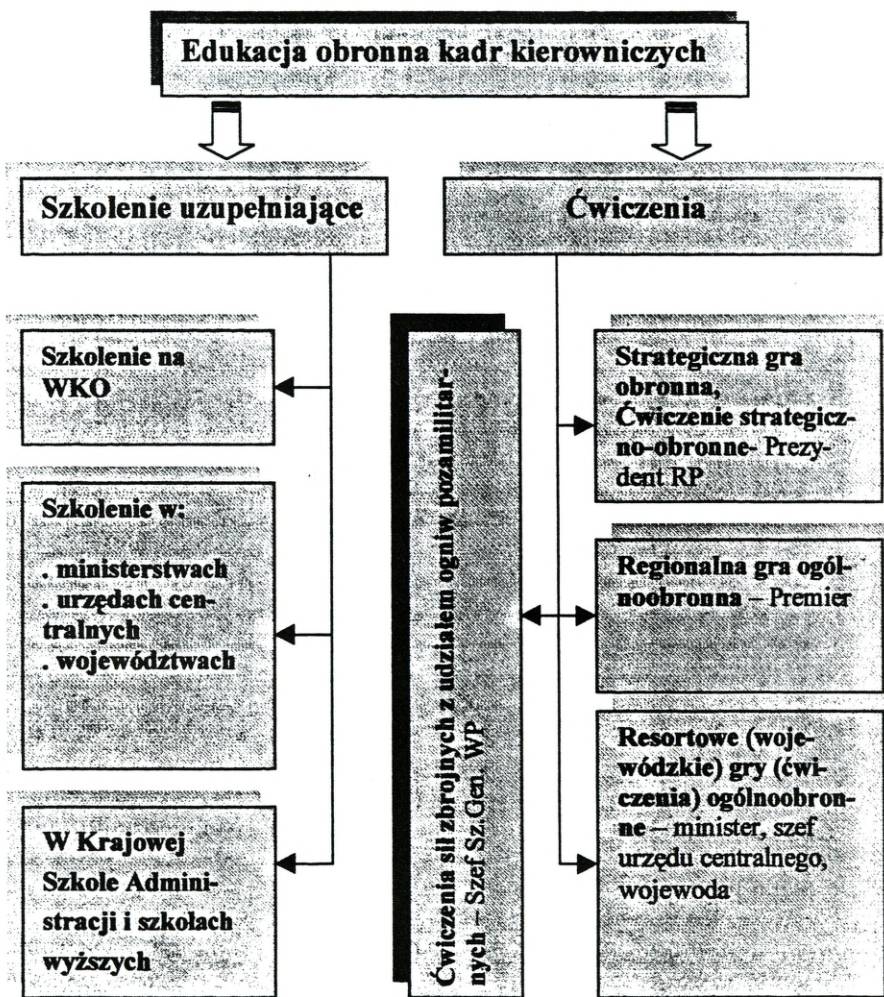 Edukacja obronna kadr kierowniczych
Szkolenie uzupełniające
Szkolenie na
WKO
Szkolenie w:
. ministerstwach
. urzędach cen-
tralnych
. województwach
W Krajowej
Szkole Admini-
stracji i szkołach
wyższych
Ćwiczenia
Ćwiczenia sił zbrojnych z udziałem ogniw pozamilitar-
nych – Szef Sz.Gen. WP
Strategiczna gra
obronna,
Ćwiczenie strategicz-
no-obronne- Prezy-
dent RP
Regionalna gra ogól-
noobronna – Premier
Resortowe (woje-
wódzkie) gry (ćwi-
czenia) ogólnoobron-
ne – minister, szef
urzędu centralnego,
wojewoda